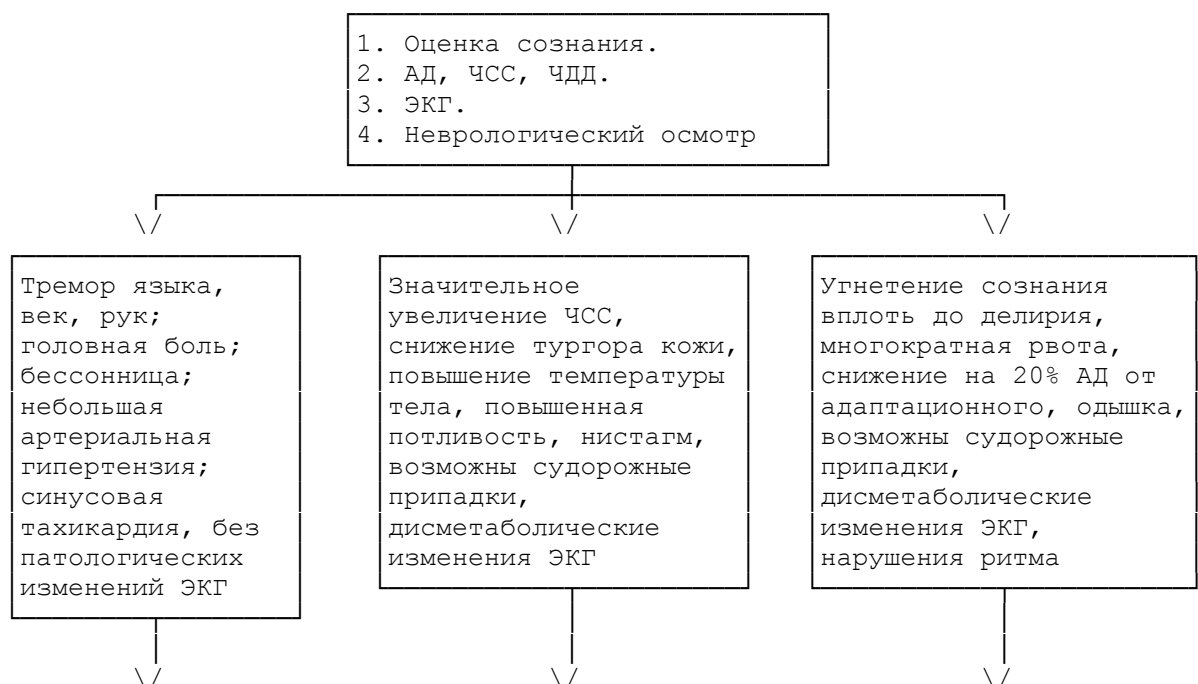 1. Оценка сознания.
2. АД, ЧСС, ЧДД.
3. ЭКГ.
4. Неврологический осмотр
Тремор языка,
век, рук;
головная боль;
бессонница;
небольшая
артериальная
гипертензия;
синусовая
тахикардия, без
патологических
изменений ЭКГ
Значительное
увеличение ЧСС,
снижение тургора кожи,
повышение температуры
тела, повышенная
потливость, нистагм,
возможны судорожные
припадки,
дисметаболические
изменения ЭКГ
Угнетение сознания
вплоть до делирия,
многократная рвота,
снижение на 20% АД от
адаптационного, одышка,
возможны судорожные
припадки,
дисметаболические
изменения ЭКГ,
нарушения ритма